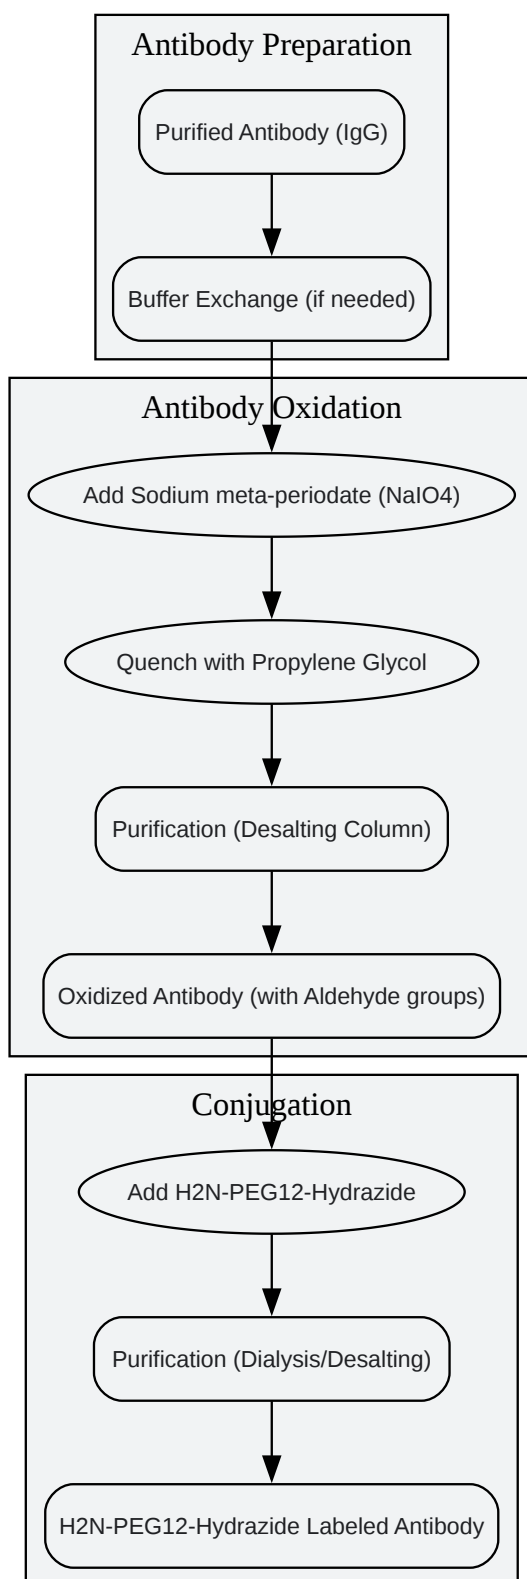 Antibody Preparation
Purified Antibody (IgG)
Buffer Exchange (if needed)
Antibody Oxidation
Add Sodium meta-periodate (NaIO4)
Quench with Propylene Glycol
Purification (Desalting Column)
Oxidized Antibody (with Aldehyde groups)
Conjugation
Add H2N-PEG12-Hydrazide
Purification (Dialysis/Desalting)
H2N-PEG12-Hydrazide Labeled Antibody